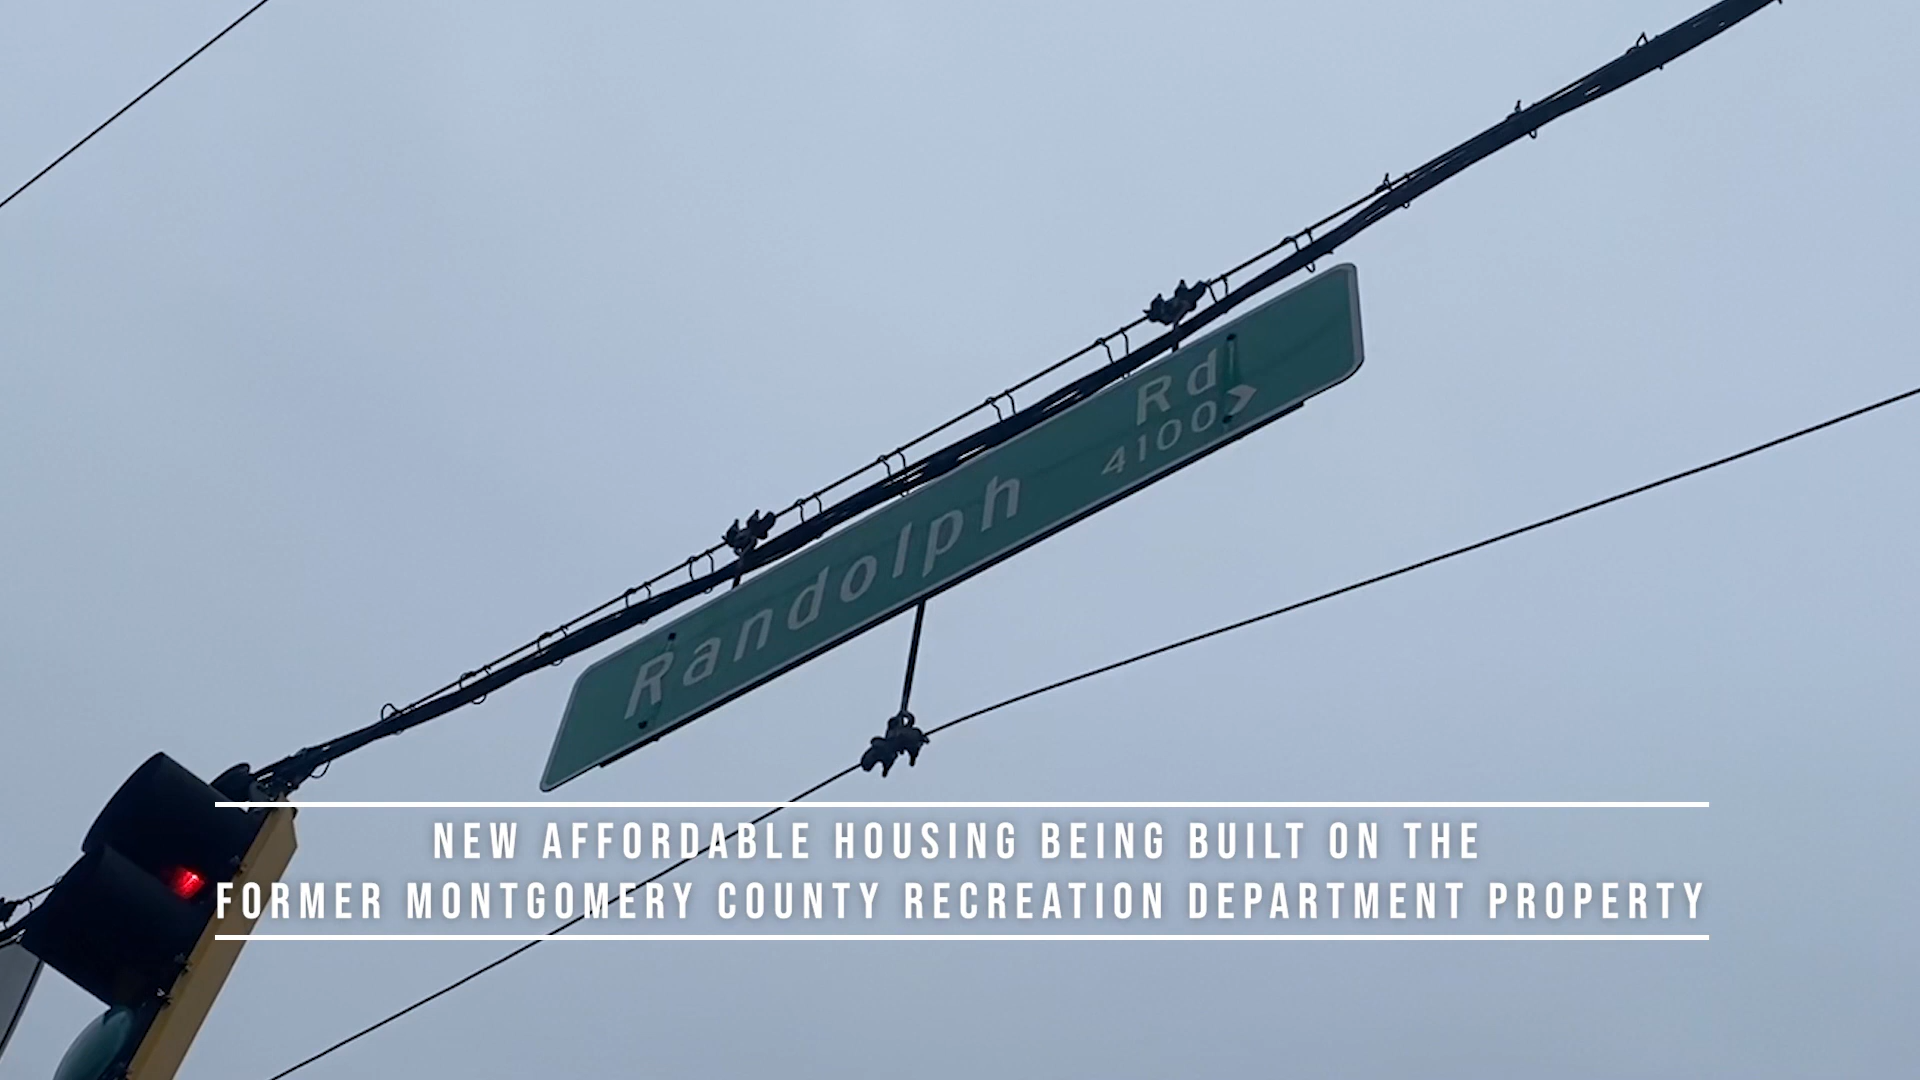 Randolph Rd
4100
NEW AFFORDABLE HOUSING BEING BUILT ON THE
FORMER MONTGOMERY COUNTY RECREATION DEPARTMENT PROPERTY